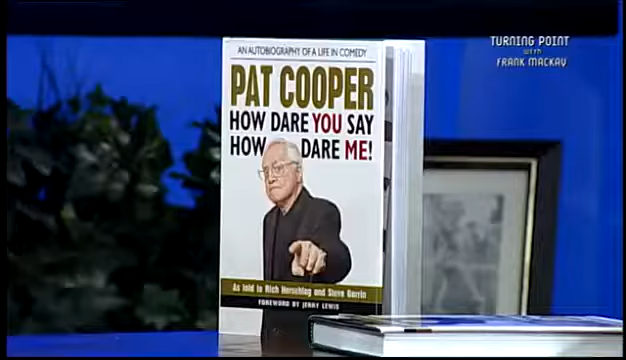 TURNING POINT
WITH
FRANK MACKAY
AN AUTOBIOGRAPHY OF A LIFE IN COMEDY
PAT COOPER
HOW DARE YOU SAY
HOW DARE ME!
As told to Rich Herschlag and Steve Garrin
FOREWORD BY JERRY LEWIS